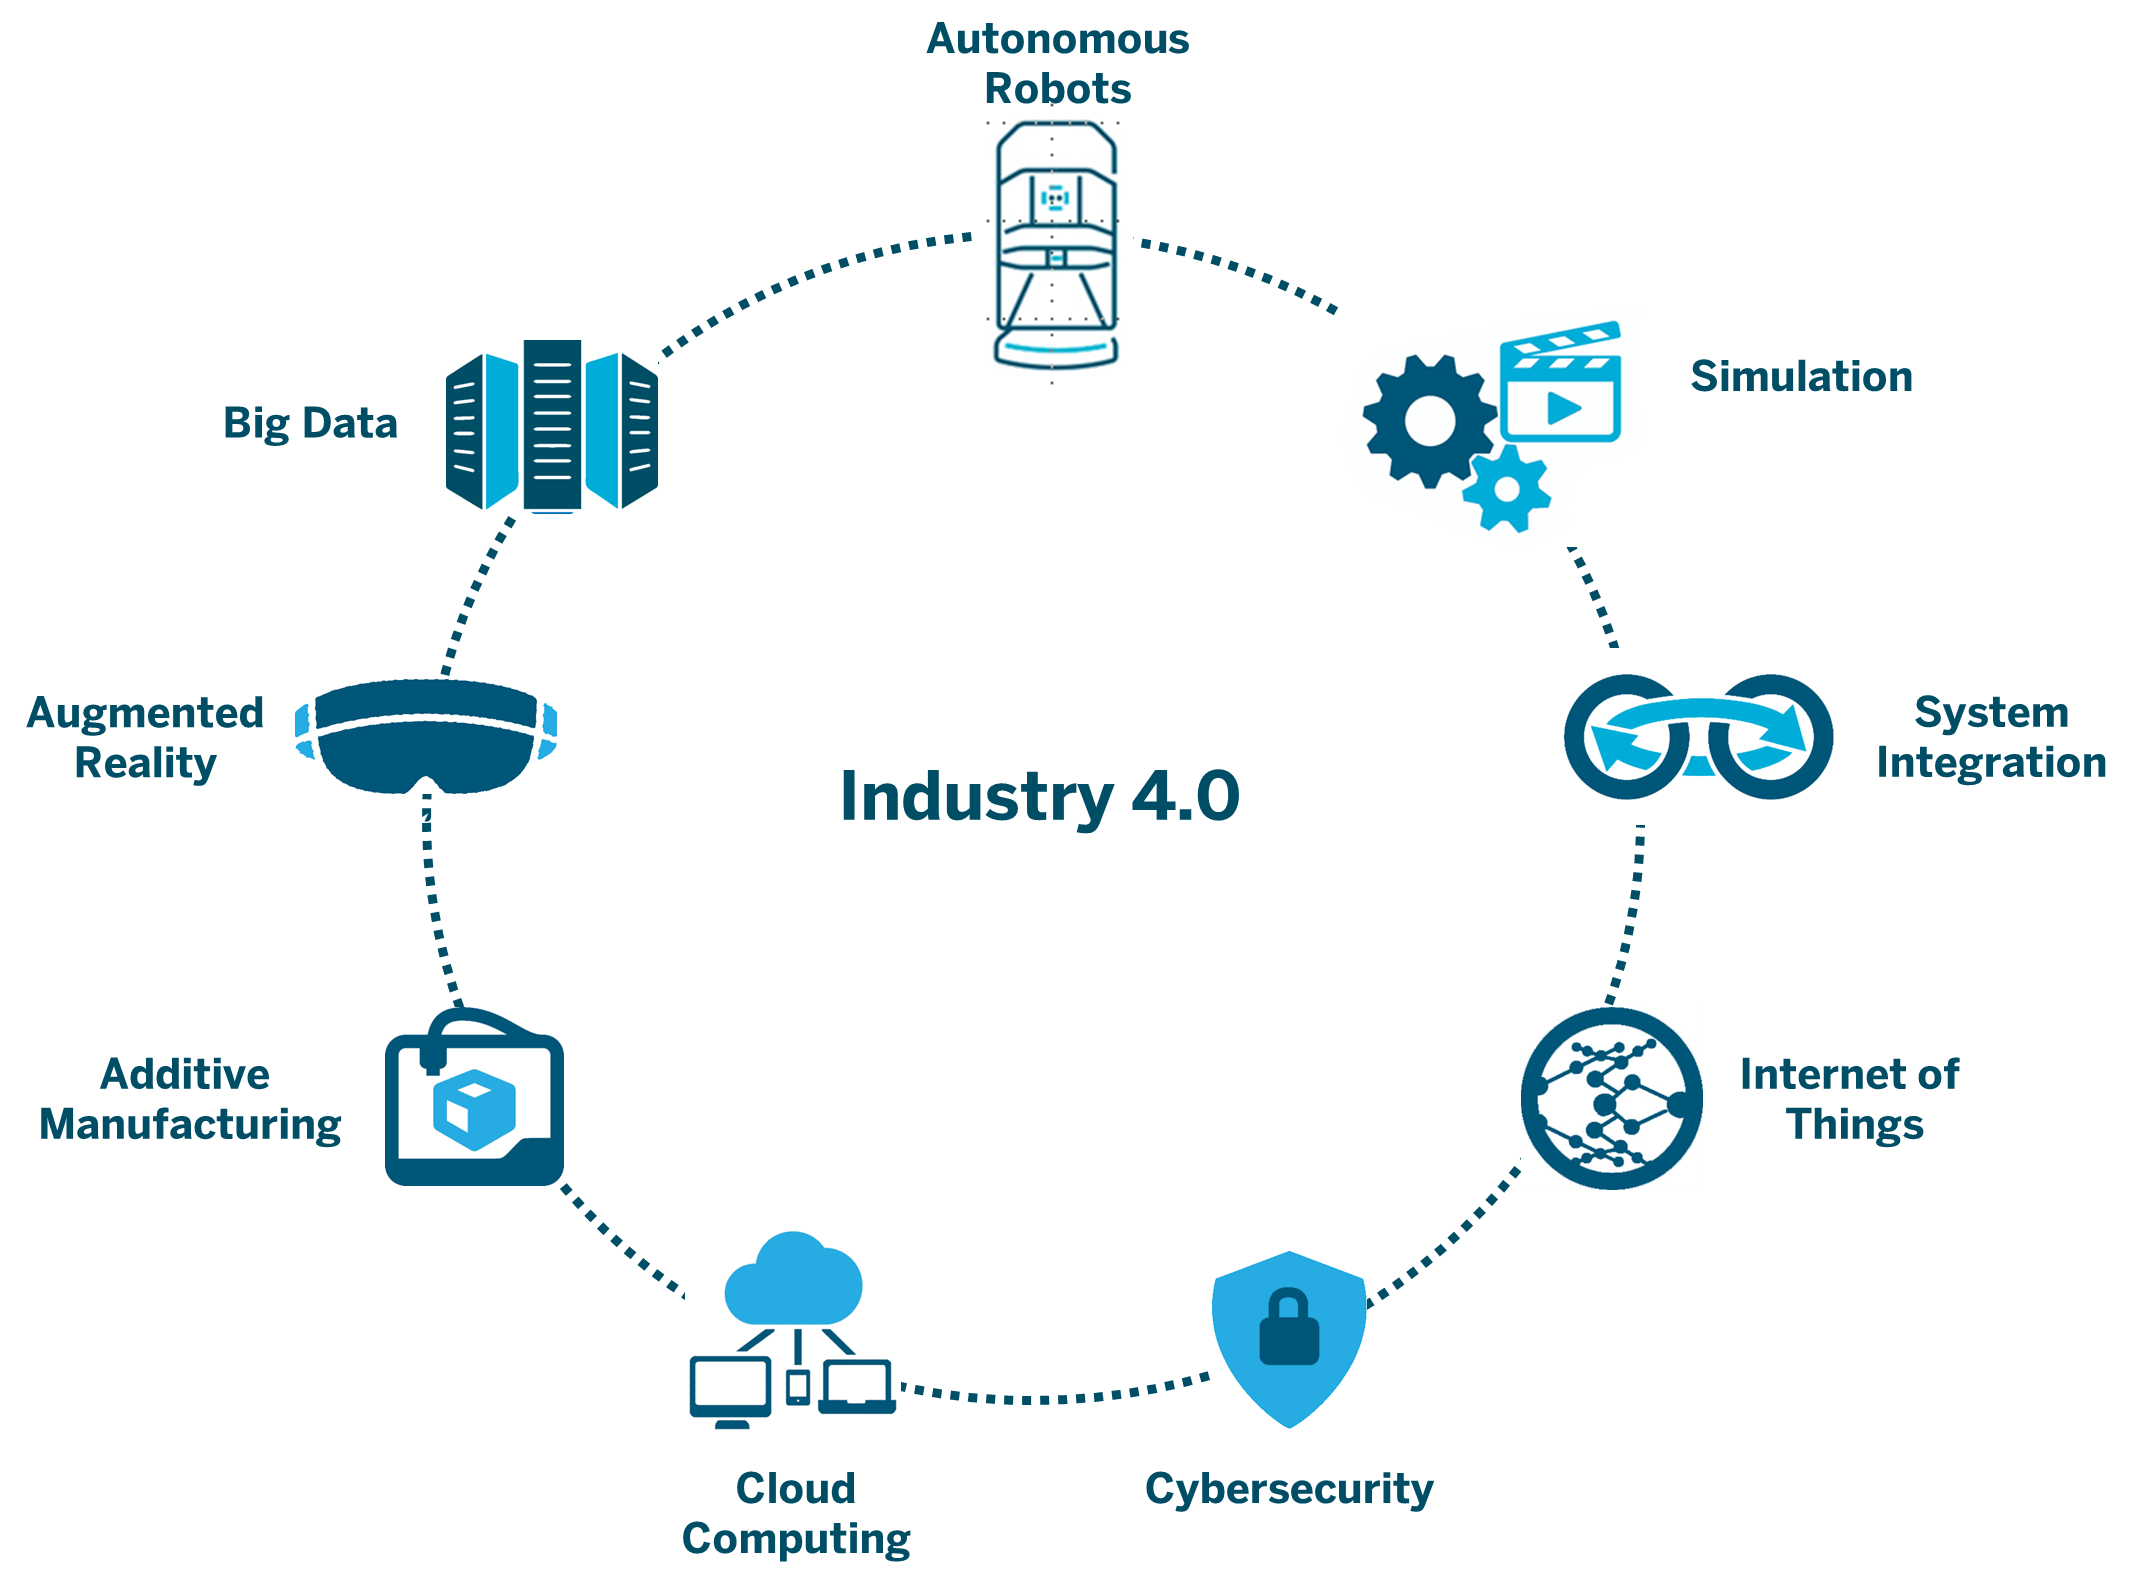 Autonomous
Robots
Simulation
Big Data
System
Integration
Augmented
Reality
Industry 4.0
Internet of
Things
Additive
Manufacturing
Cybersecurity
Cloud
Computing